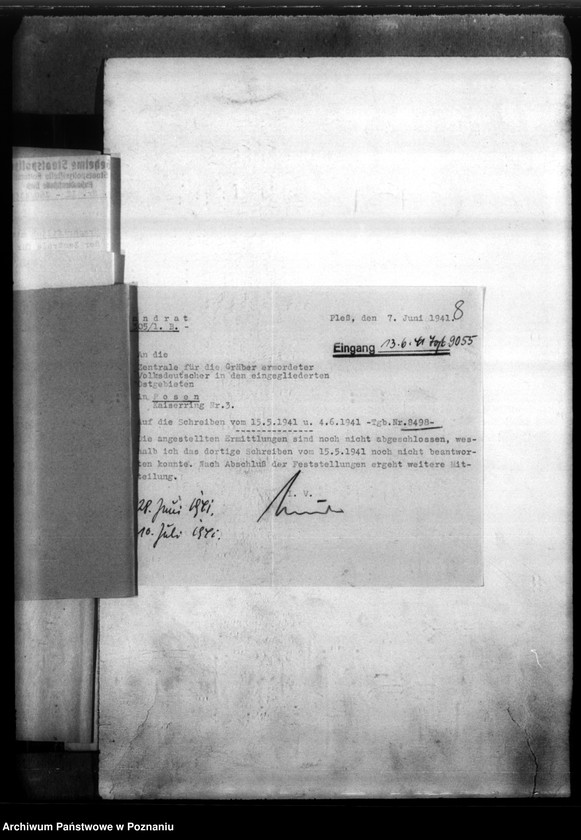 8
andrat
Pleß, den 7. Juni 1941.
Eingang 13.6.41 Tgb 9055
An die
Zentrale für die Gräber ermordeter
Volksdeutscher in den eingegliederten
Ostgebieten
in Posen
Kaiserring Nr.3.
auf die Schreiben vom 15.5.1941 u. 4.6.1941 -Tgb.Nr.8498-
Die angestellten Ermittlungen sind noch nicht abgeschlossen, wes-
halb ich das dortige Schreiben vom 15.5.1941 noch nicht beantwor-
ten konnte. Nach Abschluß der Feststellungen ergeht weitere Mit-
teilung.
I. V.
28. Juni 1941.
10. Juli 1941.
Archiwum Państwowe w Poznaniu